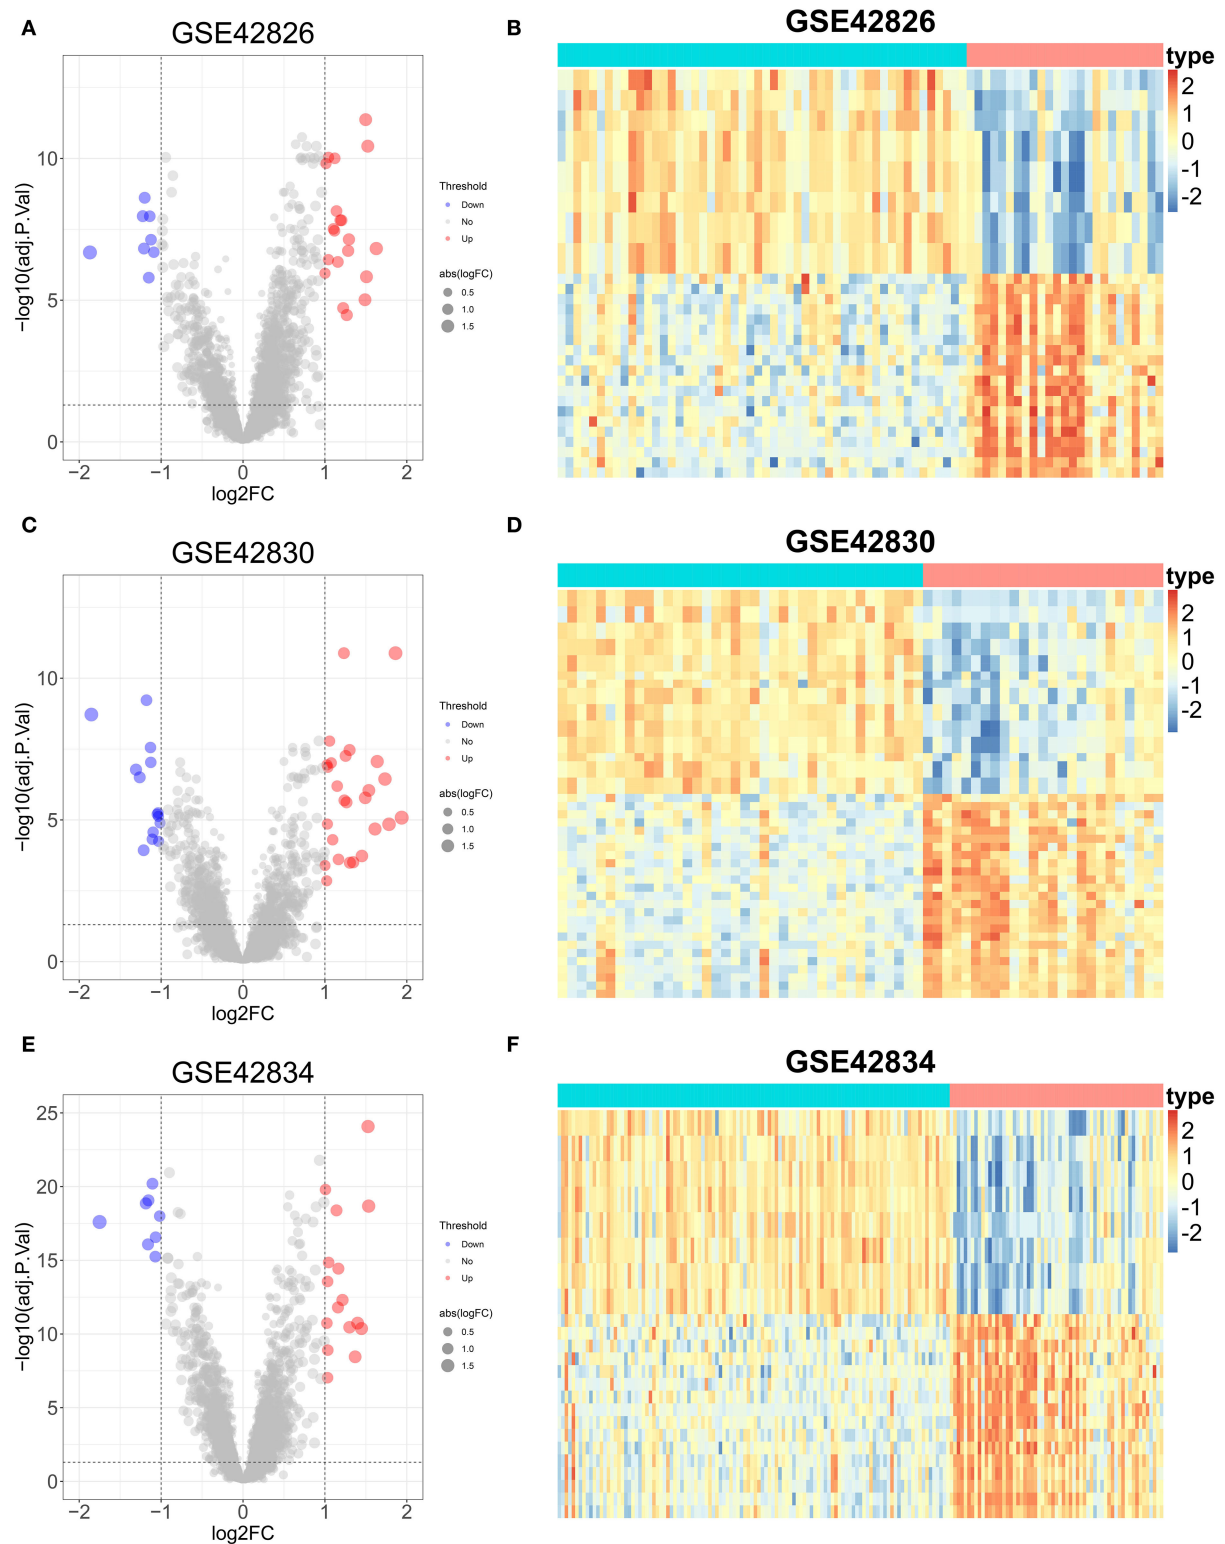 A
GSE42826
−log10(adj.P.Val)
10
5
0
−2
−1
0
1
2
log2FC
Threshold
Down
No
Up
abs(logFC)
0.5
1.0
1.5
B
GSE42826
type
2
1
0
-1
-2
C
GSE42830
−log10(adj.P.Val)
10
5
0
−2
−1
0
1
2
log2FC
Threshold
Down
No
Up
abs(logFC)
0.5
1.0
1.5
D
GSE42830
type
2
1
0
-1
-2
E
GSE42834
−log10(adj.P.Val)
25
20
15
10
5
0
−2
−1
0
1
2
log2FC
Threshold
Down
No
Up
abs(logFC)
0.5
1.0
1.5
F
GSE42834
type
2
1
0
-1
-2